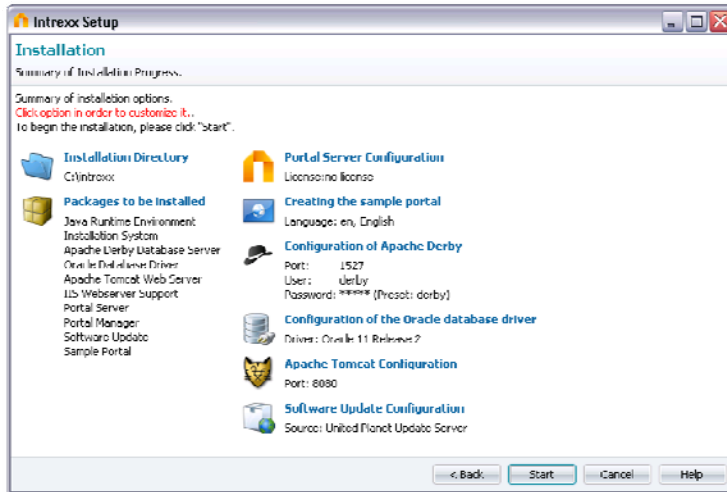 Intrexx Setup
Installation
Summary of Installation Progress.
Summary of installation options.
Click option in order to customize it..
To begin the installation, please click "Start".
Installation Directory
C:\intrexx
Packages to be installed
Java Runtime Environment
Installation System
Apache Derby Database Server
Oracle Database Driver
Apache Tomcat Web Server
IIS Webserver Support
Portal Server
Portal Manager
Software Update
Sample Portal
Portal Server Configuration
License:no license
Creating the sample portal
Language: en, English
Configuration of Apache Derby
Port: 1527
User: derby
Password: ***** (Preset: derby)
Configuration of the Oracle database driver
Driver: Oracle 11 Release 2
Apache Tomcat Configuration
Port: 8080
Software Update Configuration
Source: United Planet Update Server
< Back Start Cancel Help